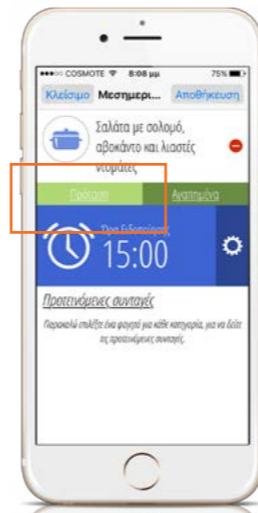 COSMOTE 8:08 μμ 75%
Κλείσιμο Μεσημερι... Αποθήκευση
Σαλάτα με σολομό,
αβοκάντο και λιαστές
ντομάτες
Πρόταση Αγαπημένα
Ώρα Ειδοποίησης
15:00
Προτεινόμενες συνταγές
Παρακαλώ επιλέξτε ένα φαγητό για κάθε κατηγορία, για να δείτε
τις προτεινόμενες συνταγές.